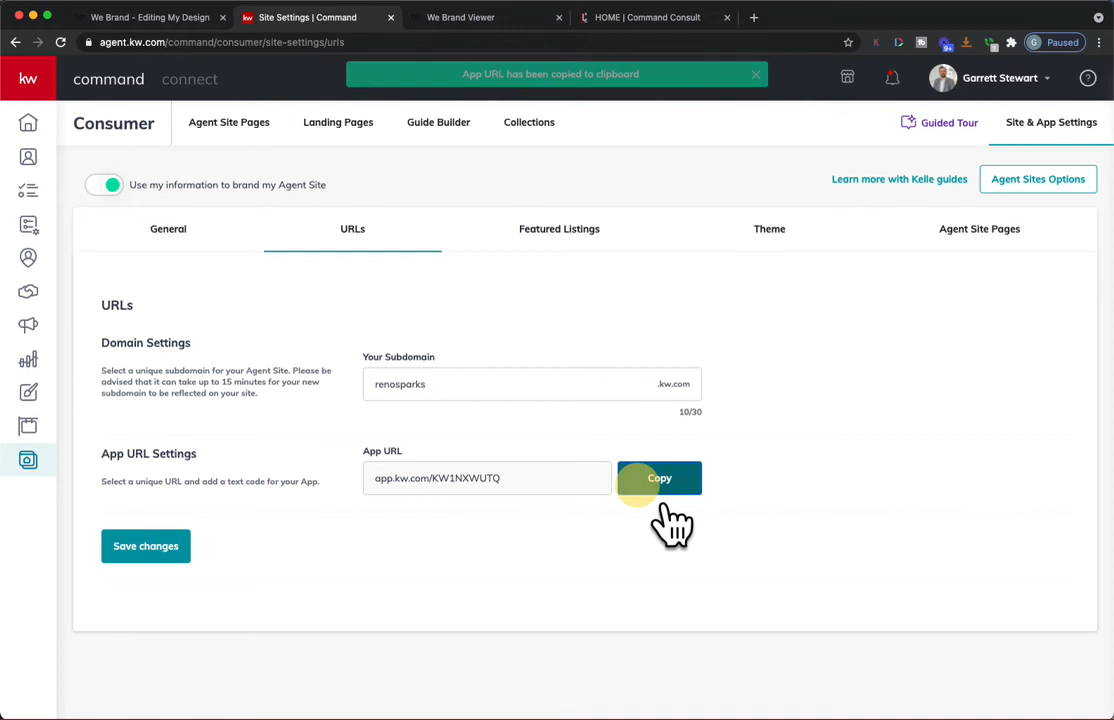 We Brand - Editing My Design
Site Settings | Command
We Brand Viewer
HOME | Command Consult
agent.kw.com/command/consumer/site-settings/urls
K
9+
7
G Paused
kw
command
connect
App URL has been copied to clipboard
Garrett Stewart
?
Consumer
Agent Site Pages
Landing Pages
Guide Builder
Collections
Guided Tour
Site & App Settings
Use my information to brand my Agent Site
Learn more with Kelle guides
Agent Sites Options
General
URLs
Featured Listings
Theme
Agent Site Pages
URLs
Domain Settings
Select a unique subdomain for your Agent Site. Please be
advised that it can take up to 15 minutes for your new
subdomain to be reflected on your site.
Your Subdomain
renosparks
.kw.com
10/30
App URL Settings
Select a unique URL and add a text code for your App.
App URL
app.kw.com/KW1NXWUTQ
Copy
Save changes